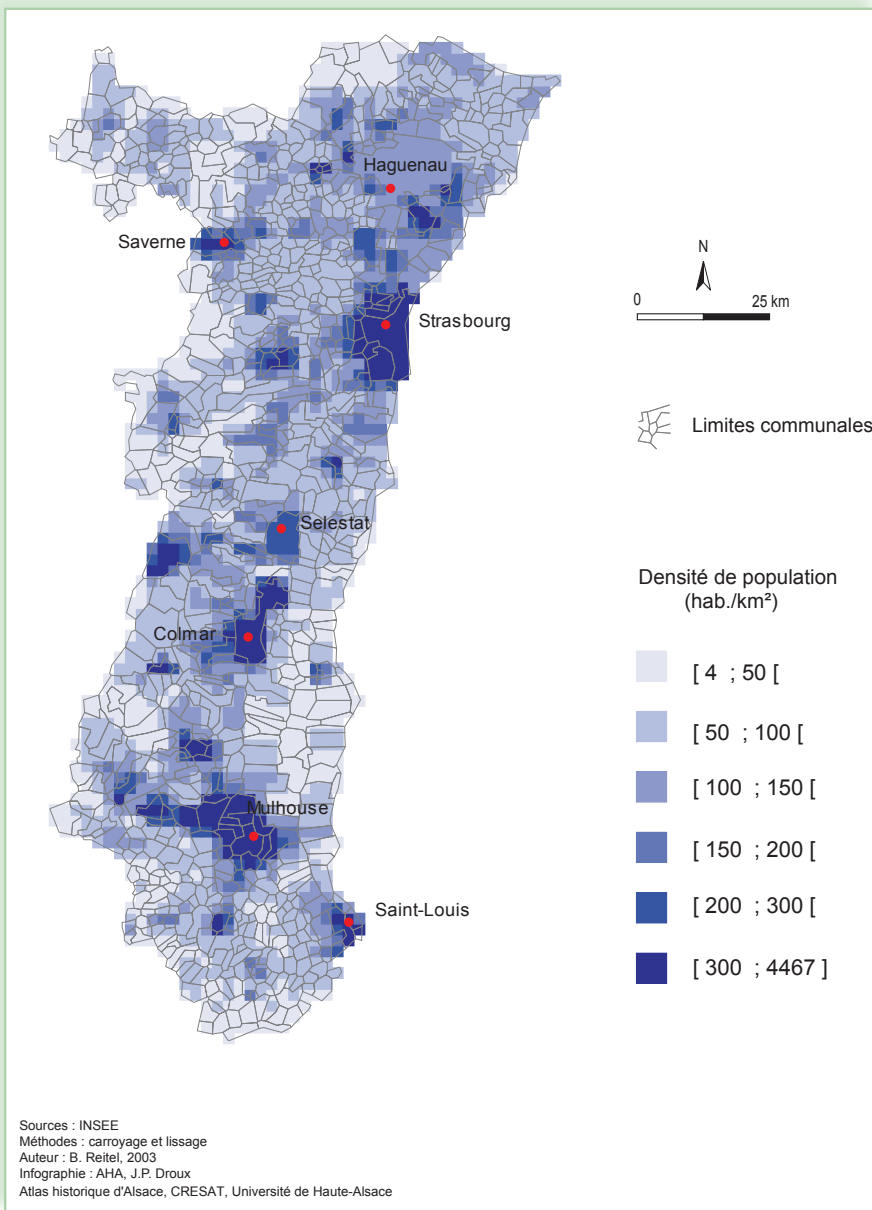 Haguenau
Saverne
Strasbourg
Selestat
Colmar
Mulhouse
Saint-Louis
N
0 25 km
Limites communales
Densité de population
(hab./km²)
[ 4 ; 50 [
[ 50 ; 100 [
[ 100 ; 150 [
[ 150 ; 200 [
[ 200 ; 300 [
[ 300 ; 4467 ]
Sources : INSEE
Méthodes : carroyage et lissage
Auteur : B. Reitel, 2003
Infographie : AHA, J.P. Droux
Atlas historique d'Alsace, CRESAT, Université de Haute-Alsace